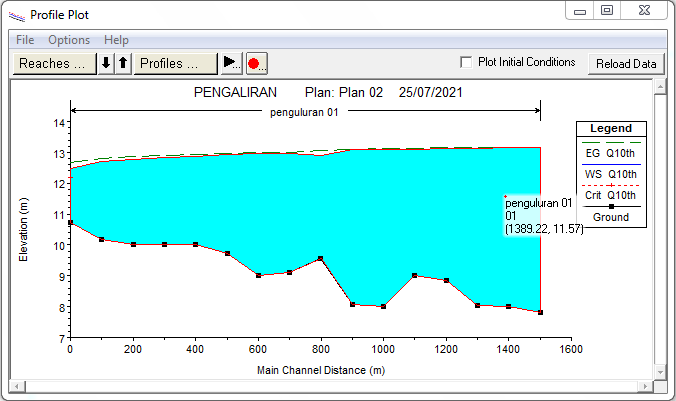 Profile Plot
File Options Help
Reaches ... Profiles ... ... ... Plot Initial Conditions Reload Data
PENGALIRAN Plan: Plan 02 25/07/2021
penguluran 01
Legend
EG Q10th
WS Q10th
Crit Q10th
Ground
14
13
12
11
10
9
8
7
Elevation (m)
penguluran 01
01
(1389.22, 11.57)
0 200 400 600 800 1000 1200 1400 1600
Main Channel Distance (m)